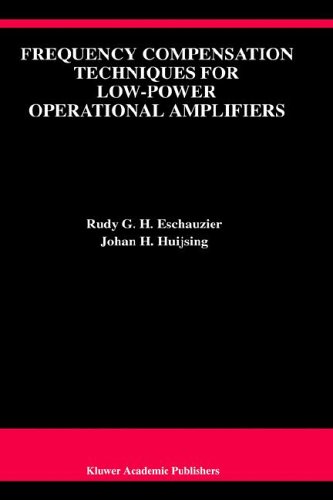 FREQUENCY COMPENSATION
TECHNIQUES FOR
LOW-POWER
OPERATIONAL AMPLIFIERS
Rudy G. H. Eschauzier
Johan H. Huijsing
Kluwer Academic Publishers